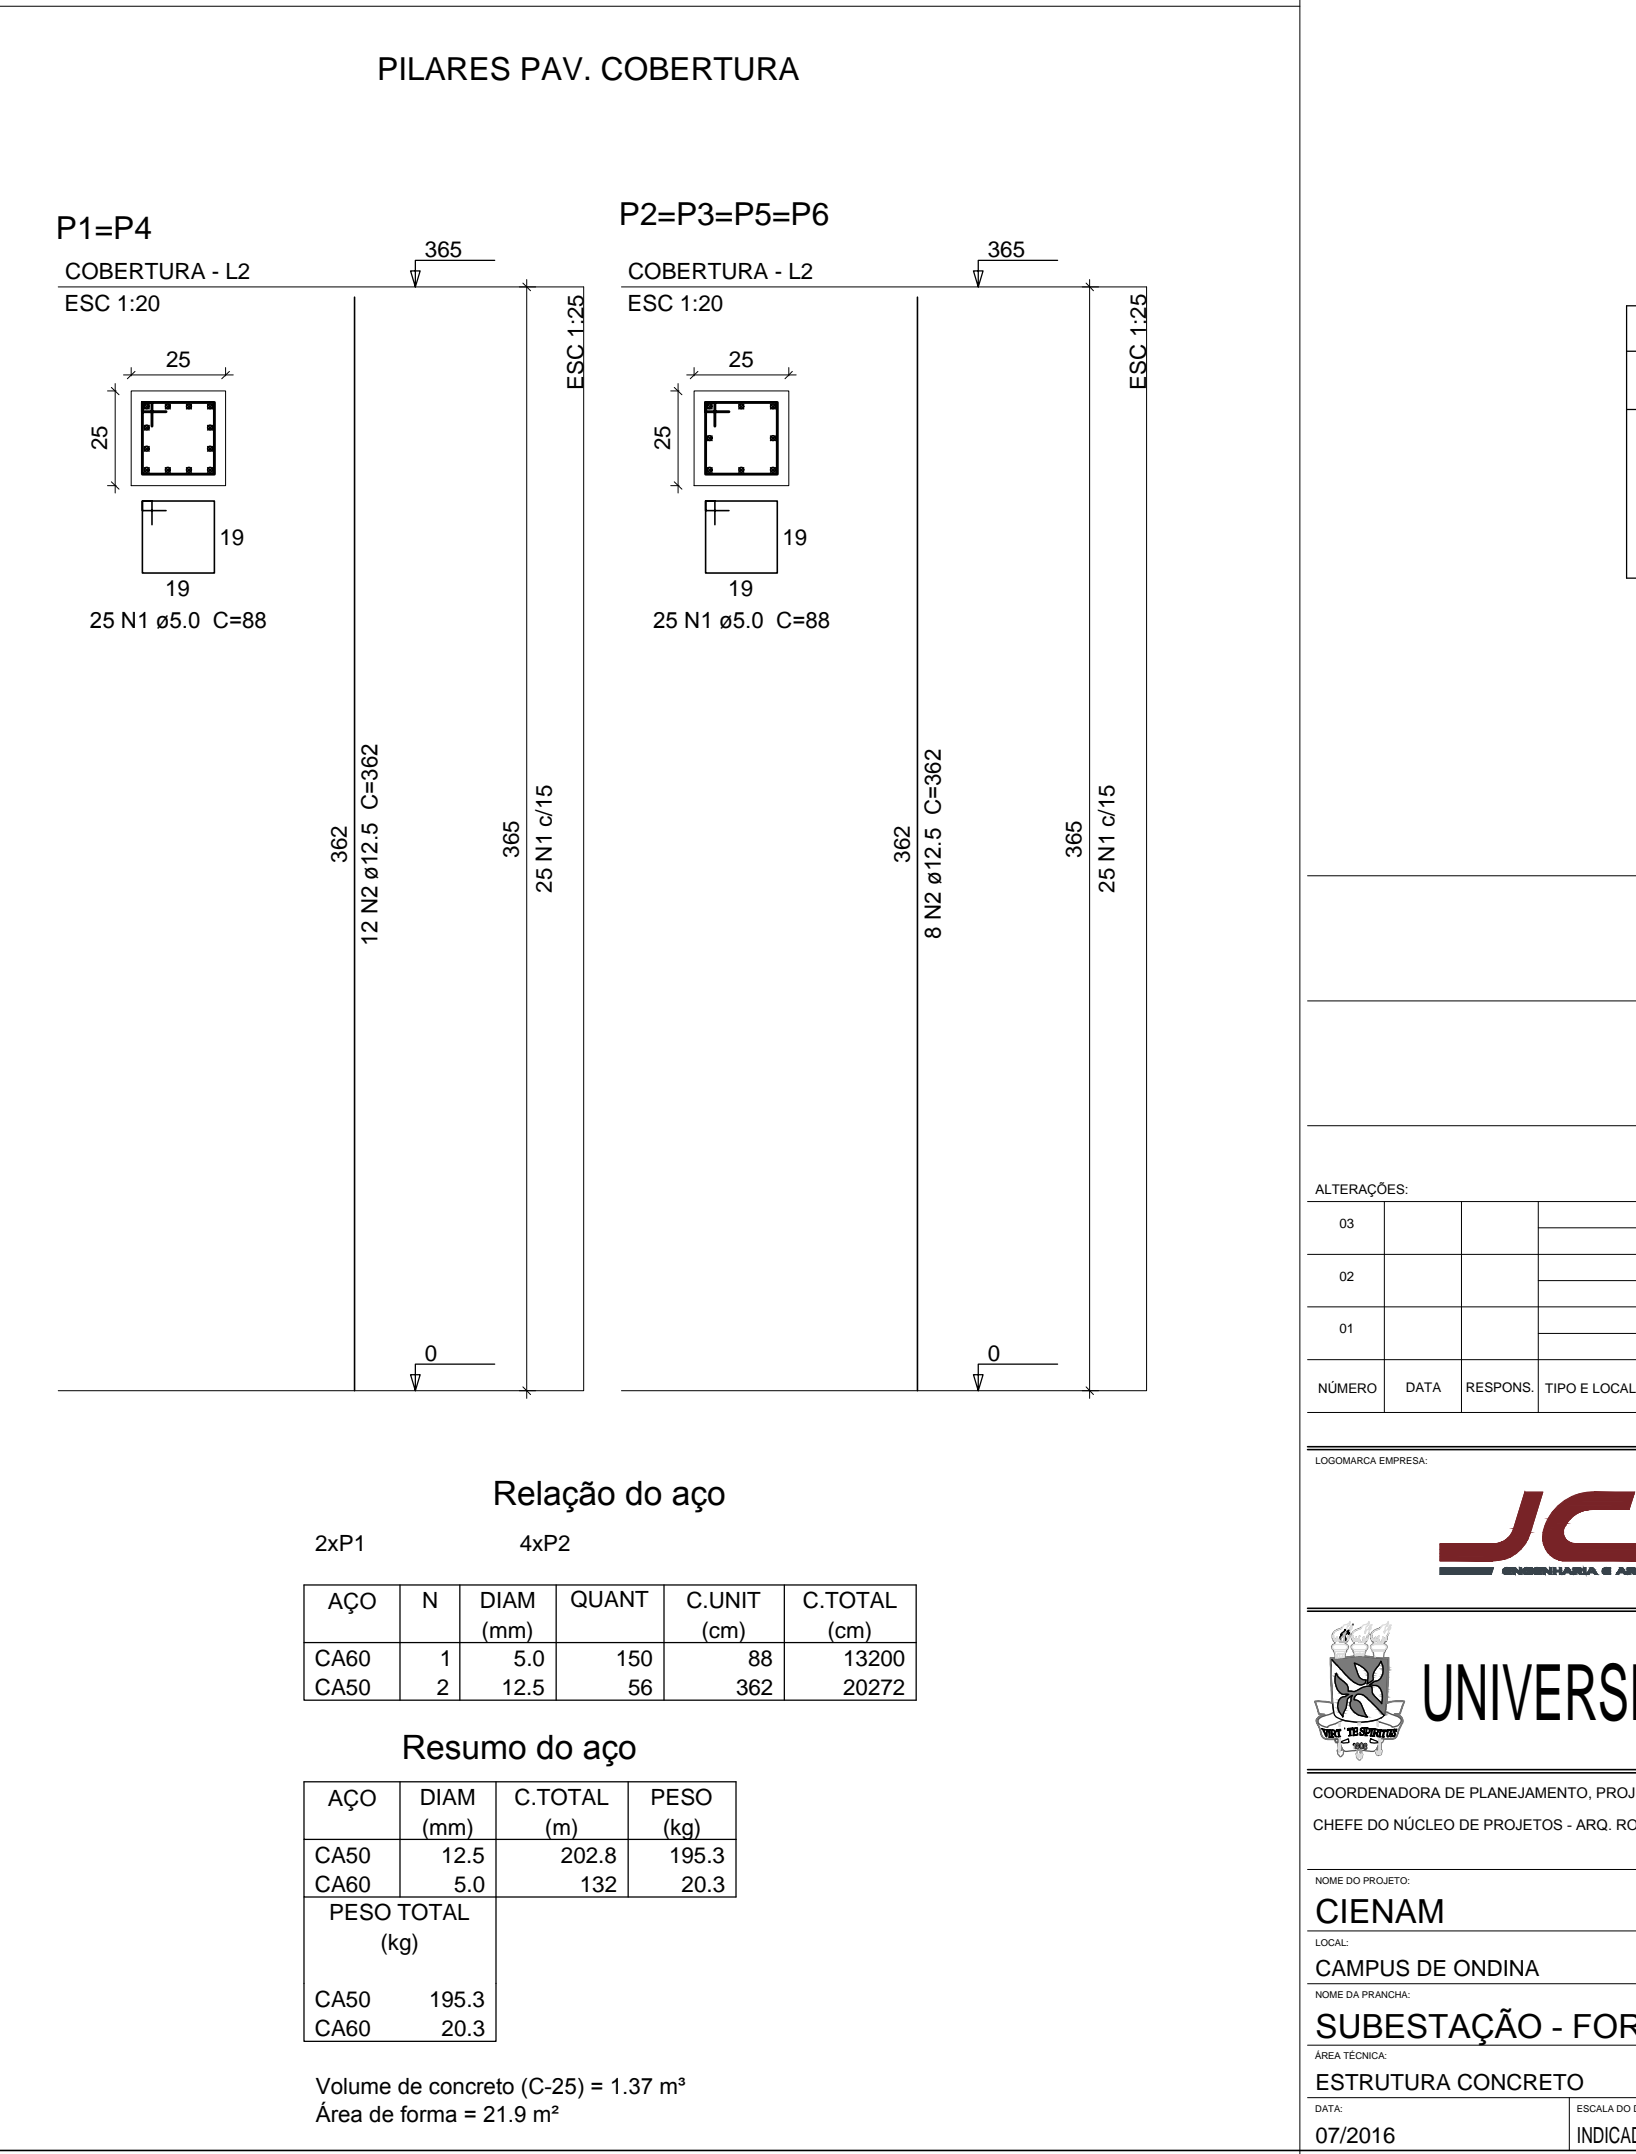 PILARES PAV. COBERTURA
P1=P4
COBERTURA - L2
ESC 1:20
365
ESC 1:25
25
25
19
19
25 N1 ø5.0 C=88
362
12 N2 ø12.5 C=362
365
25 N1 c/15
0
P2=P3=P5=P6
COBERTURA - L2
ESC 1:20
365
ESC 1:25
25
25
19
19
25 N1 ø5.0 C=88
362
8 N2 ø12.5 C=362
365
25 N1 c/15
0
Relação do aço
2xP1 4xP2
AÇO N DIAM QUANT C.UNIT C.TOTAL
(mm) (cm) (cm)
CA60 1 5.0 150 88 13200
CA50 2 12.5 56 362 20272
Resumo do aço
AÇO DIAM C.TOTAL PESO
(mm) (m) (kg)
CA50 12.5 202.8 195.3
CA60 5.0 132 20.3
PESO TOTAL
(kg)
CA50 195.3
CA60 20.3
Volume de concreto (C-25) = 1.37 m³
Área de forma = 21.9 m²
ALTERAÇÕES:
03
02
01
NÚMERO DATA RESPONS. TIPO E LOCAL
LOGOMARCA EMPRESA:
JC
ENGENHARIA E AR
UNIVERSI
COORDENADORA DE PLANEJAMENTO, PROJ
CHEFE DO NÚCLEO DE PROJETOS - ARQ. RO
NOME DO PROJETO:
CIENAM
LOCAL:
CAMPUS DE ONDINA
NOME DA PRANCHA:
SUBESTAÇÃO - FOR
ÁREA TÉCNICA:
ESTRUTURA CONCRETO
DATA:
07/2016
ESCALA DO
INDICAD